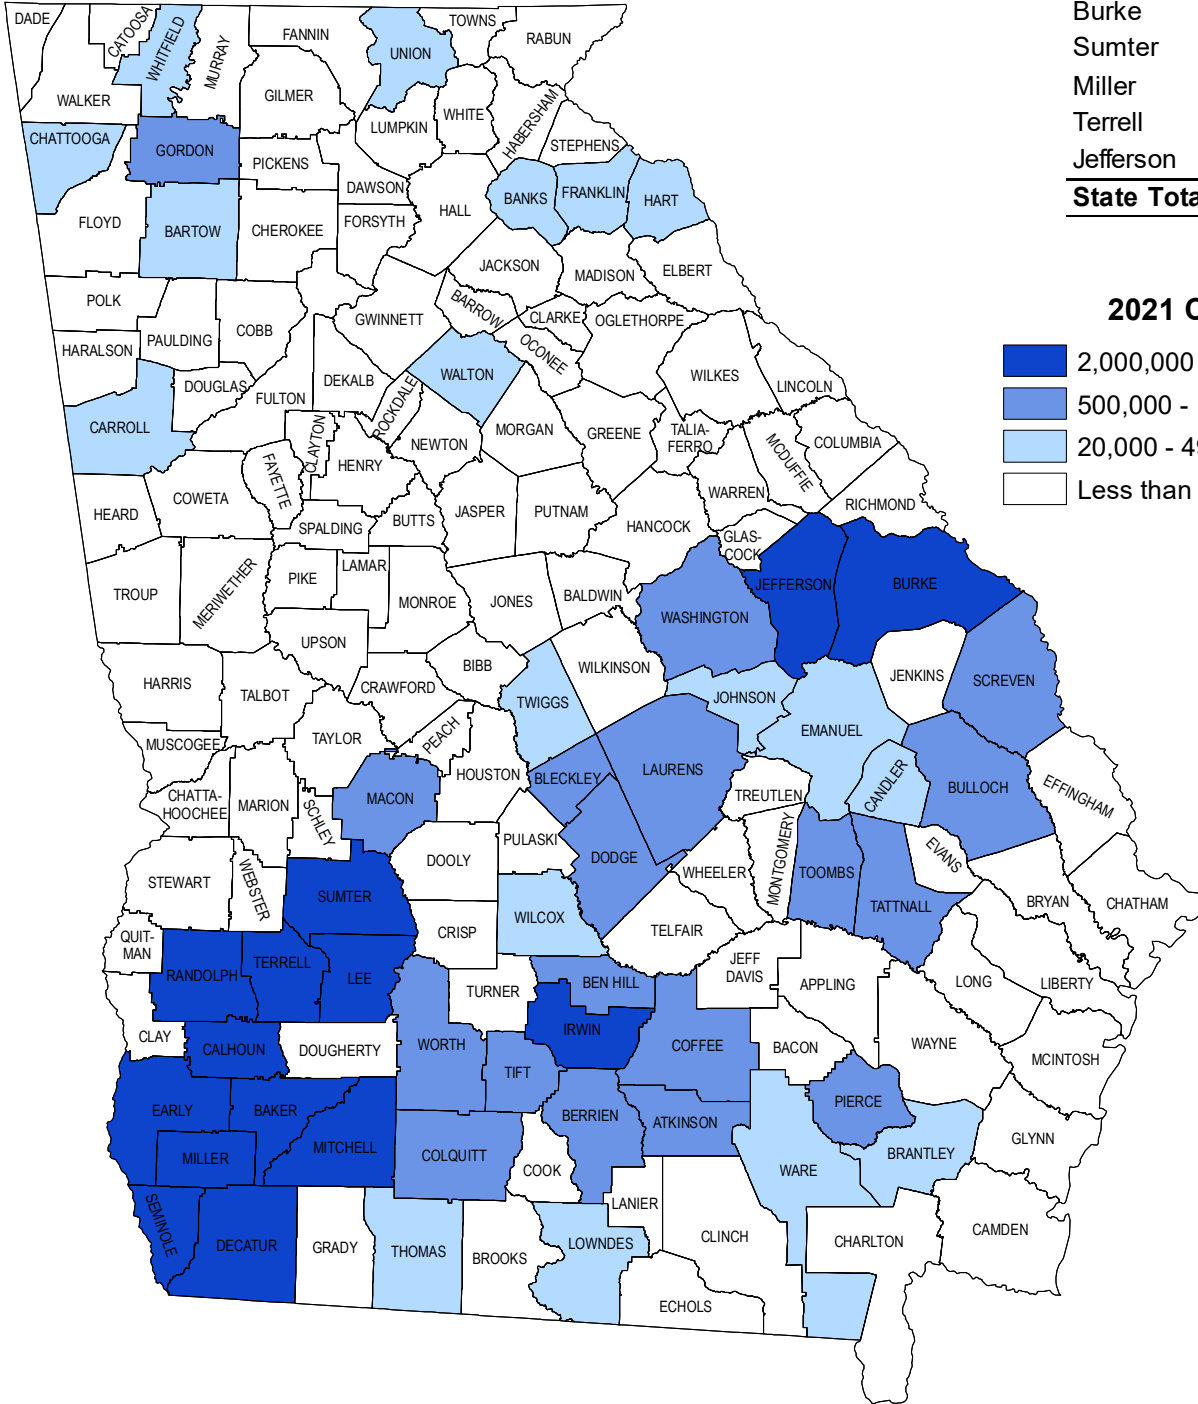 DADE
CATOOSA
WHITFIELD
MURRAY
FANNIN
UNION
TOWNS
RABUN
WALKER
GILMER
LUMPKIN
WHITE
HABERSHAM
STEPHENS
CHATTOOGA
GORDON
PICKENS
DAWSON
BANKS
FRANKLIN
HART
FLOYD
BARTOW
CHEROKEE
FORSYTH
HALL
JACKSON
MADISON
ELBERT
POLK
PAULDING
COBB
GWINNETT
BARROW
CLARKE
OGLETHORPE
OCONEE
HARALSON
DOUGLAS
FULTON
DEKALB
ROCKDALE
WALTON
WILKES
LINCOLN
CARROLL
CLAYTON
HENRY
NEWTON
MORGAN
GREENE
TALIA-
FERRO
MCDUFFIE
COLUMBIA
FAYETTE
COWETA
HEARD
SPALDING
BUTTS
JASPER
PUTNAM
HANCOCK
WARREN
RICHMOND
GLAS-
COCK
TROUP
MERIWETHER
PIKE
LAMAR
MONROE
JONES
BALDWIN
WASHINGTON
JEFFERSON
BURKE
UPSON
HARRIS
TALBOT
CRAWFORD
BIBB
TWIGGS
WILKINSON
JOHNSON
JENKINS
SCREVEN
MUSCOGEE
TAYLOR
PEACH
EMANUEL
CHATTA-
HOOCHEE
MARION
SCHLEY
MACON
HOUSTON
BLECKLEY
LAURENS
TREUTLEN
CANDLER
BULLOCH
EFFINGHAM
STEWART
WEBSTER
SUMTER
DOOLY
PULASKI
DODGE
WHEELER
MONTGOMERY
TOOMBS
TATTNALL
EVANS
BRYAN
CHATHAM
QUIT-
MAN
RANDOLPH
TERRELL
LEE
CRISP
WILCOX
TELFAIR
JEFF
DAVIS
APPLING
LONG
LIBERTY
TURNER
BEN HILL
CLAY
CALHOUN
DOUGHERTY
WORTH
IRWIN
COFFEE
BACON
WAYNE
MCINTOSH
TIFT
EARLY
BAKER
MITCHELL
BERRIEN
ATKINSON
PIERCE
MILLER
COLQUITT
COOK
WARE
BRANTLEY
GLYNN
SEMINOLE
DECATUR
GRADY
THOMAS
BROOKS
LOWNDES
LANIER
CLINCH
CHARLTON
CAMDEN
ECHOLS
Burke
Sumter
Miller
Terrell
Jefferson
State Tota
2021 C
2,000,000
500,000 -
20,000 - 49
Less than